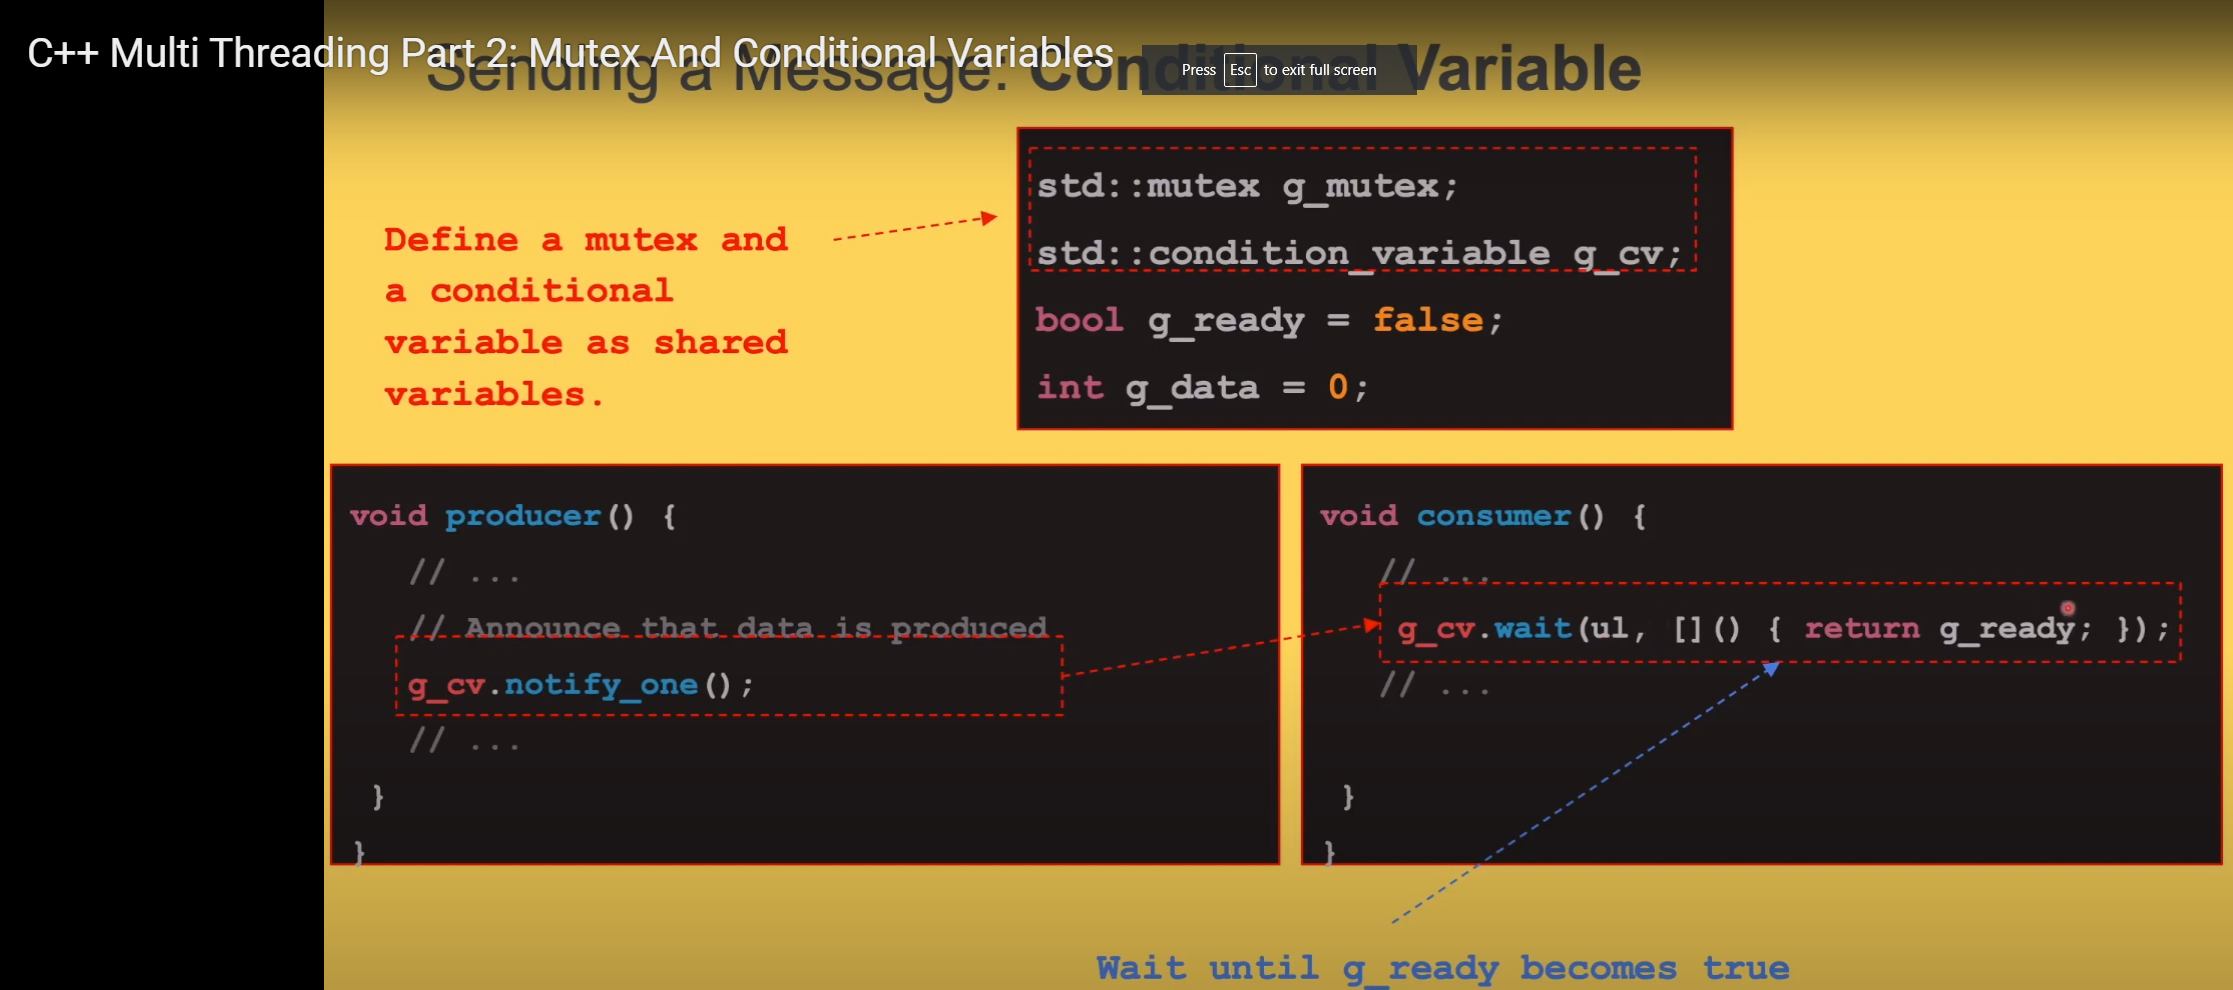 C++ Multi Threading Part 2: Mutex And Conditional Variables
Sending a Message: Conditional Variable
Press Esc to exit full screen
std::mutex g_mutex;
std::condition_variable g_cv;
bool g_ready = false;
int g_data = 0;
Define a mutex and
a conditional
variable as shared
variables.
void producer() {
// ...
// Announce that data is produced
g_cv.notify_one();
// ...
}
}
void consumer() {
// ...
g_cv.wait(ul, []() { return g_ready; });
// ...
}
}
Wait until g_ready becomes true